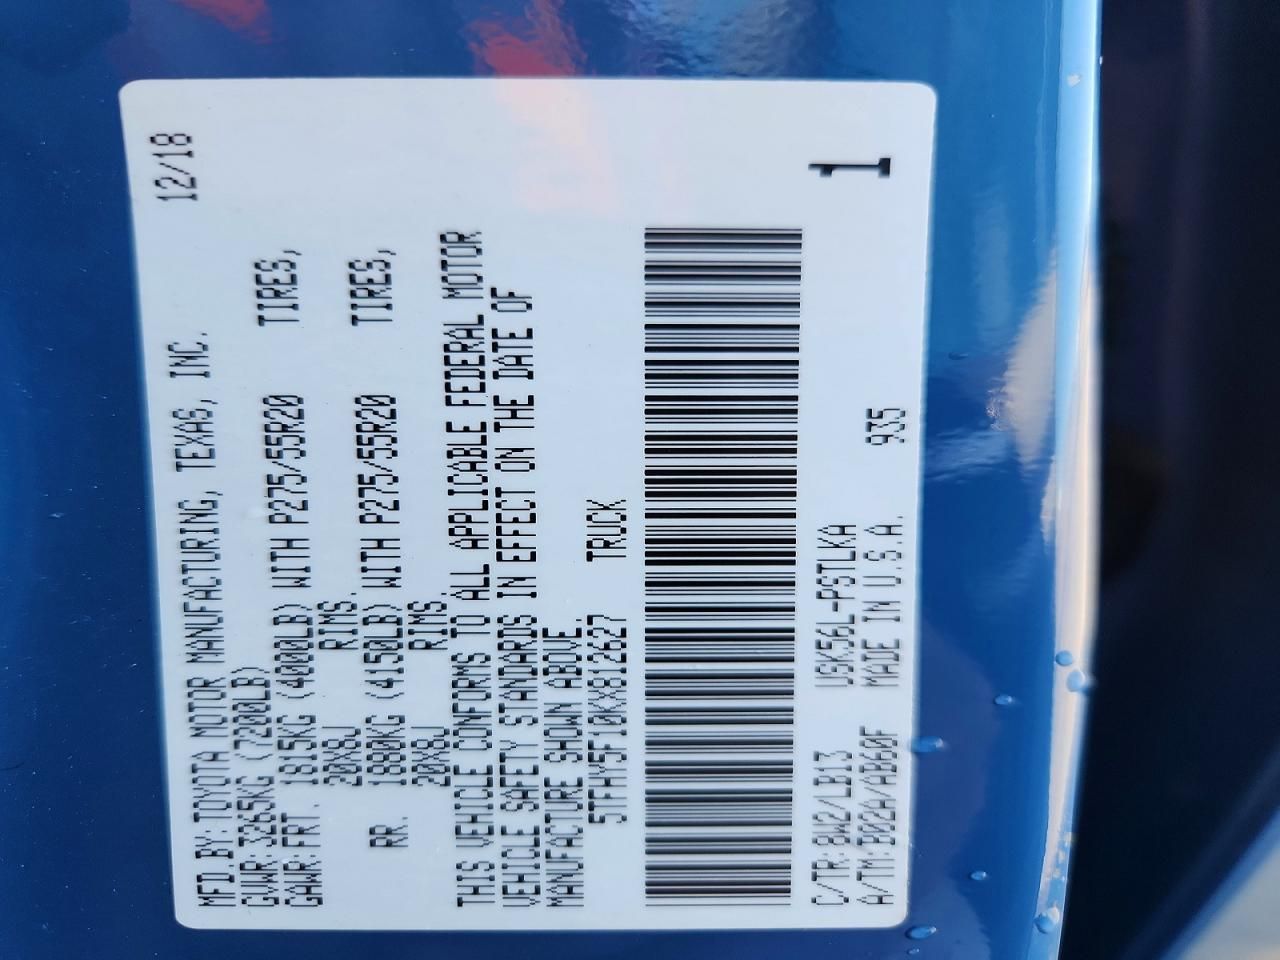 MFD.BY: TOYOTA MOTOR MANUFACTURING, TEXAS, INC. 12/18
GVWR: 3265KG (7200LB)
GAWR: FRT. 1815KG (4000LB) WITH P275/55R20 TIRES,
20X8J RIMS.
RR. 1880KG (4150LB) WITH P275/55R20 TIRES,
20X8J RIMS.
THIS VEHICLE CONFORMS TO ALL APPLICABLE FEDERAL MOTOR
VEHICLE SAFETY STANDARDS IN EFFECT ON THE DATE OF
MANUFACTURE SHOWN ABOVE.
5TFHY5F10KX812627 TRUCK
C/TR: 8W2/LB13 USK56L-PSTLKA 935
A/TM: B02A/AB60F MADE IN U.S.A.
1